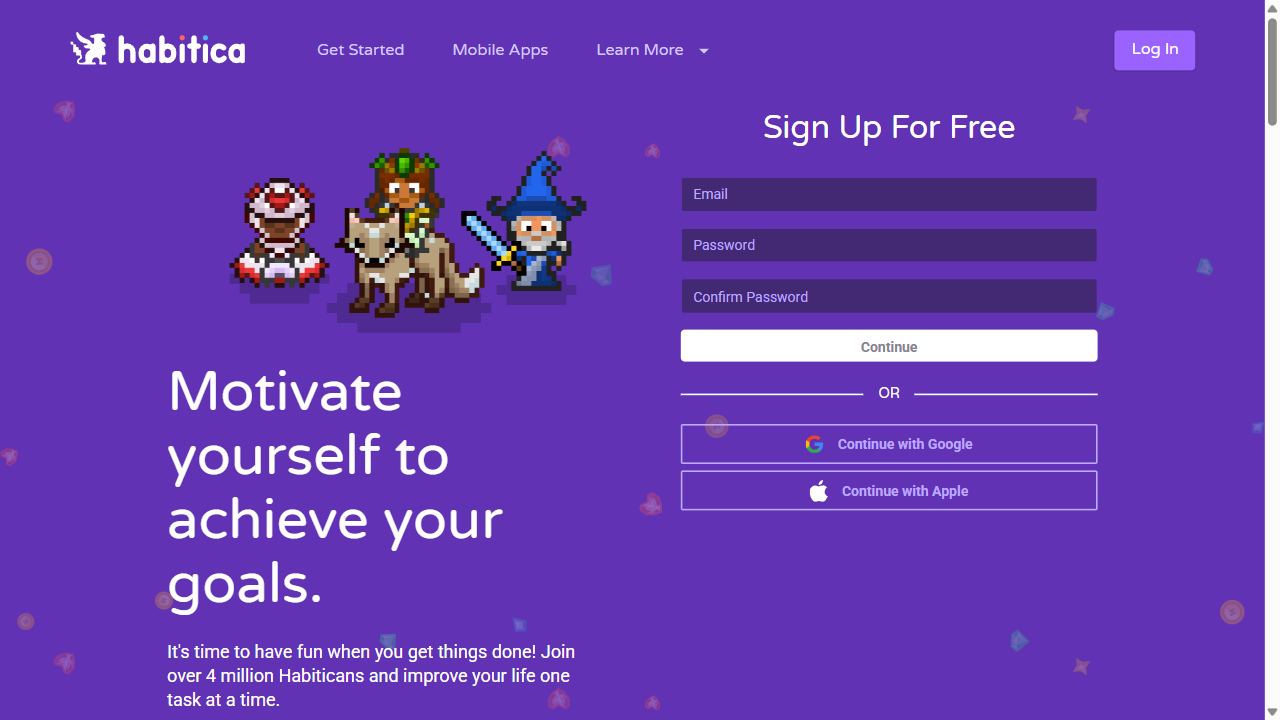 habitica
Get Started
Mobile Apps
Learn More
Log In
Sign Up For Free
Email
Password
Confirm Password
Continue
OR
Continue with Google
Continue with Apple
Motivate
yourself to
achieve your
goals.
It's time to have fun when you get things done! Join
over 4 million Habiticans and improve your life one
task at a time.